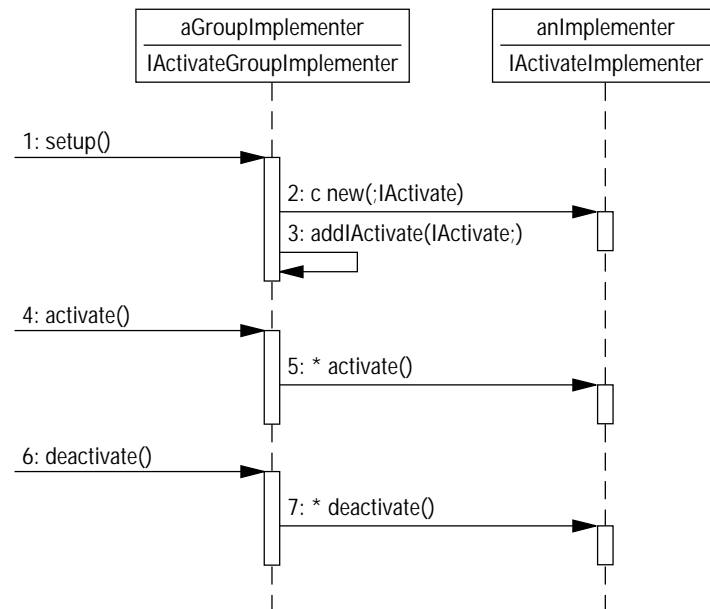 aGroupImplementer
IActivateGroupImplementer
anImplementer
IActivateImplementer
1: setup()
2: c new(;IActivate)
3: addIActivate(IActivate;)
4: activate()
5: * activate()
6: deactivate()
7: * deactivate()